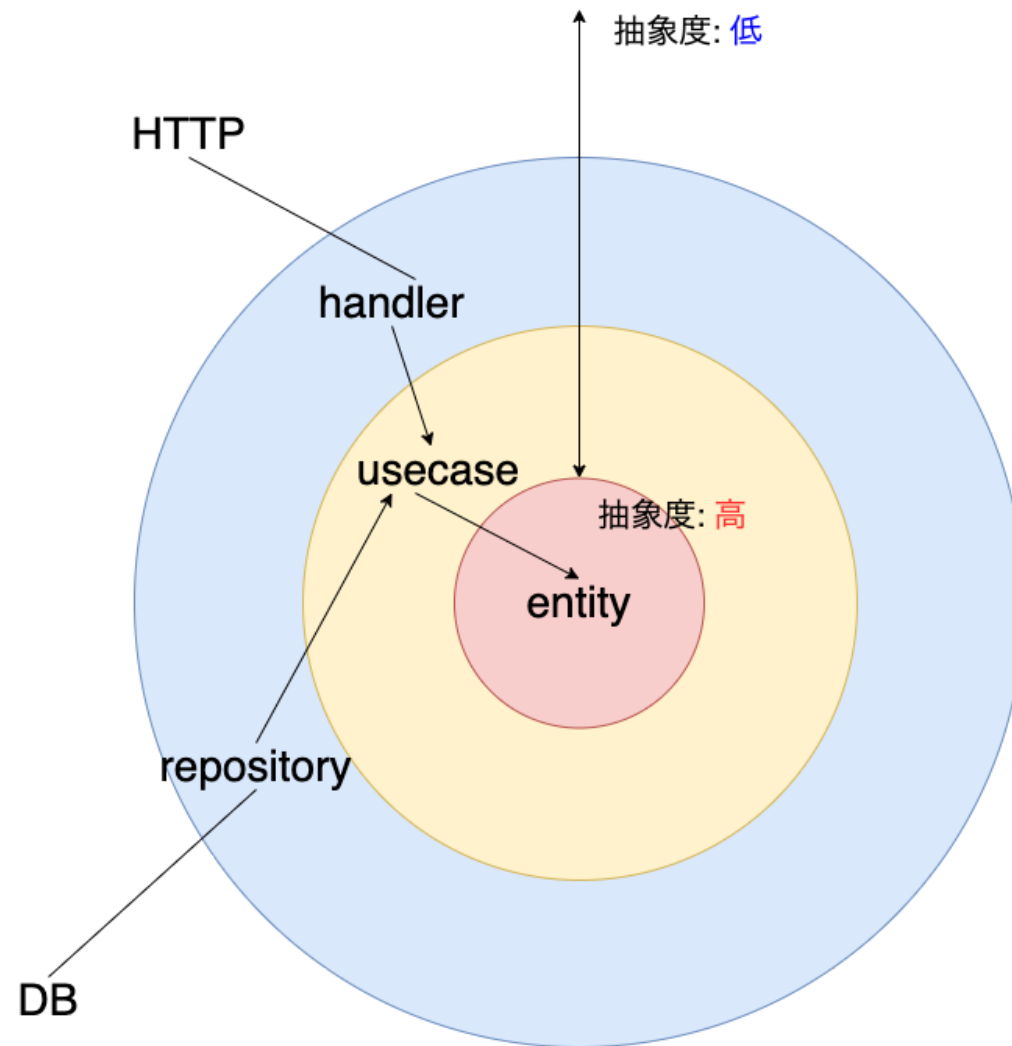 抽象度: 低
HTTP
handler
usecase
抽象度: 高
entity
repository
DB